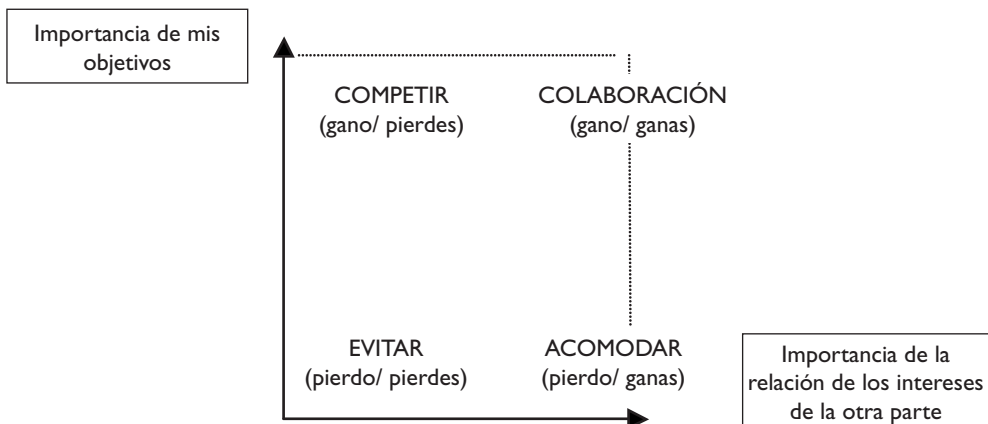 Importancia de mis
objetivos
COMPETIR
(gano/ pierdes)
COLABORACIÓN
(gano/ ganas)
EVITAR
(pierdo/ pierdes)
ACOMODAR
(pierdo/ ganas)
Importancia de la
relación de los intereses
de la otra parte